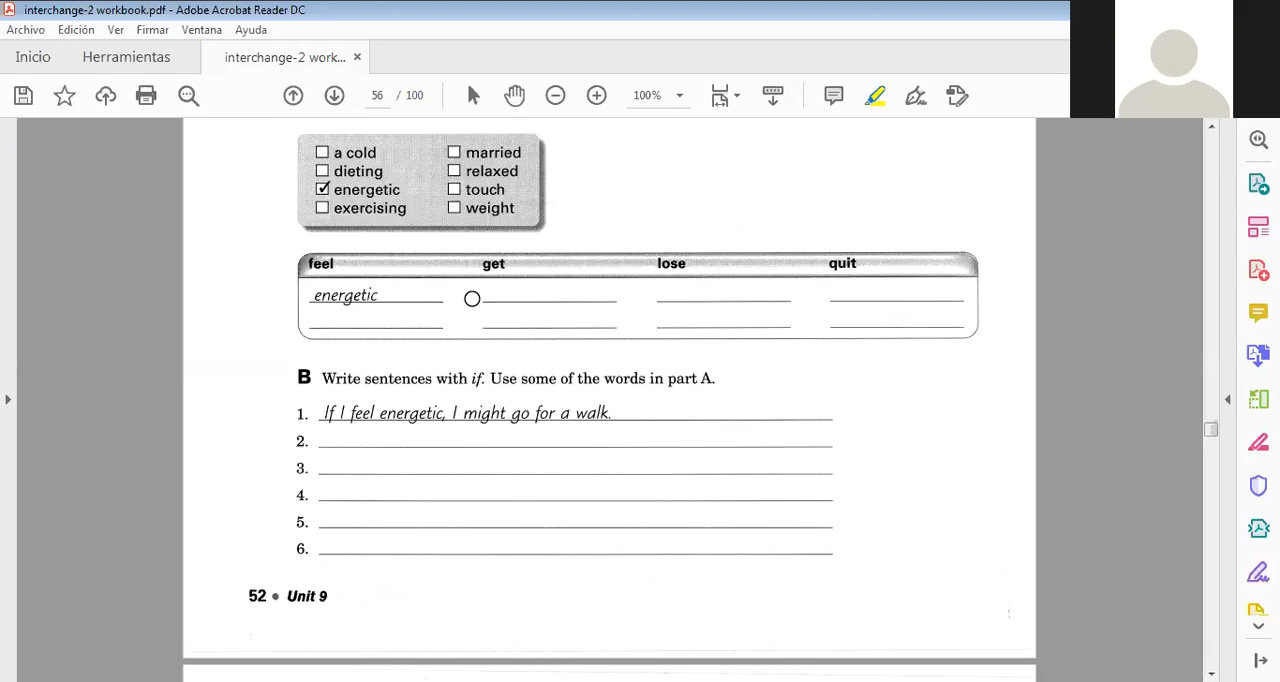 interchange-2 workbook.pdf - Adobe Acrobat Reader DC
Archivo Edición Ver Firmar Ventana Ayuda
Inicio Herramientas interchange-2 work... ×
56 / 100 100%
a cold married
dieting relaxed
energetic touch
exercising weight
feel get lose quit
energetic
B Write sentences with if. Use some of the words in part A.
1. If I feel energetic, I might go for a walk.
2.
3.
4.
5.
6.
52 • Unit 9